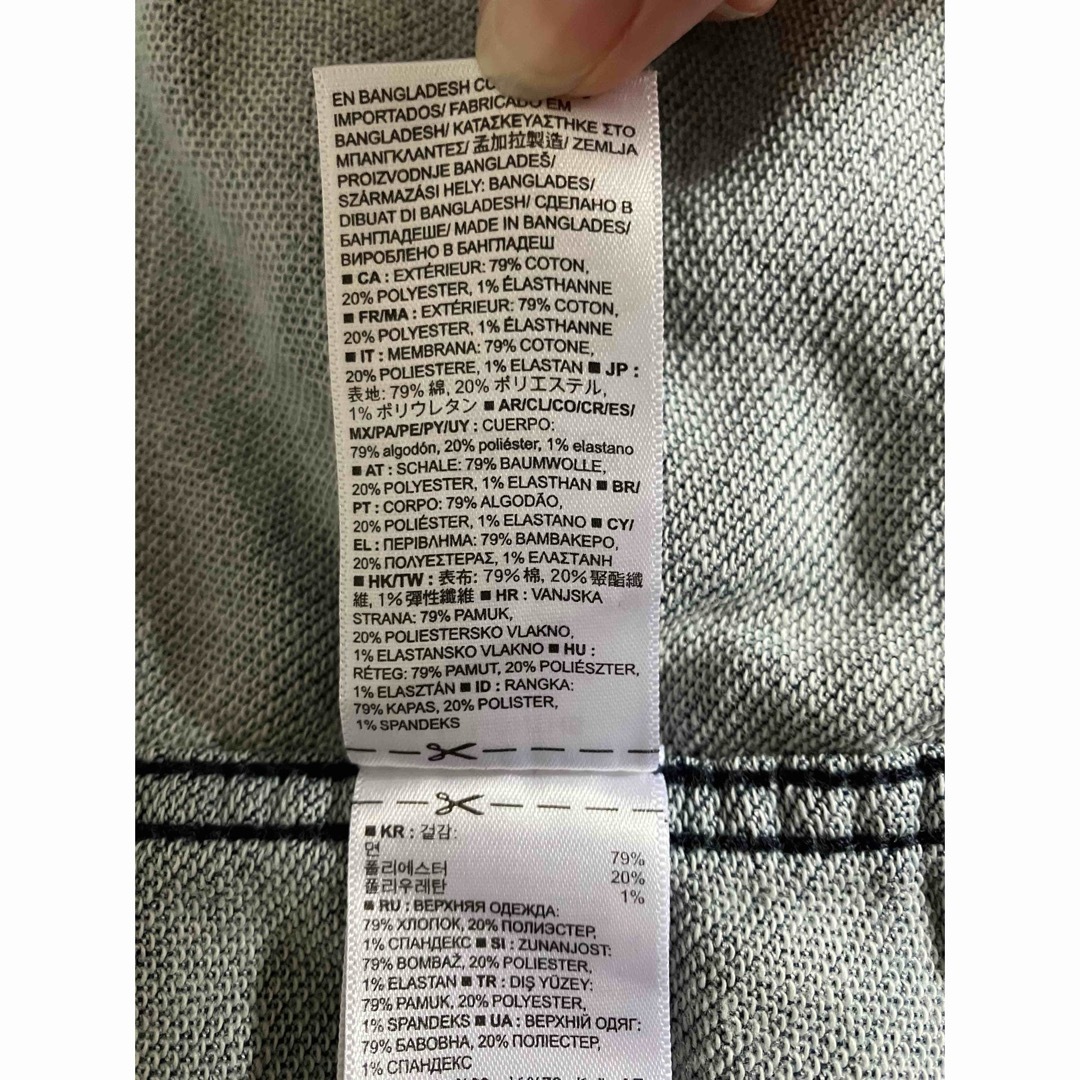 EN BANGLADESH
IMPORTADOS/ FABRICADO EM
BANGLADESH/ ΚΑΤΑΣΚΕΥΑΣΤΗΚΕ ΣΤΟ
ΜΠΑΝΓΚΛΑΝΤΕΣ/ 孟加拉製造/ ZEMLJA
PROIZVODNJE BANGLADEŠ/
SZÁRMAZÁSI HELY: BANGLADES/
DIBUAT DI BANGLADESH/ СДЕЛАНО В
БАНГЛАДЕШЕ/ MADE IN BANGLADES/
ВИРОБЛЕНО В БАНГЛАДЕШ
■ CA : EXTÉRIEUR: 79% COTON,
20% POLYESTER, 1% ÉLASTHANNE
■ FR/MA : EXTÉRIEUR: 79% COTON,
20% POLYESTER, 1% ÉLASTHANNE
■ IT : MEMBRANA: 79% COTONE,
20% POLIESTERE, 1% ELASTAN ■ JP :
表地: 79% 綿, 20% ポリエステル,
1% ポリウレタン ■ AR/CL/CO/CR/ES/
MX/PA/PE/PY/UY : CUERPO:
79% algodón, 20% poliéster, 1% elastano
■ AT : SCHALE: 79% BAUMWOLLE,
20% POLYESTER, 1% ELASTHAN ■ BR/
PT : CORPO: 79% ALGODÃO,
20% POLIÉSTER, 1% ELASTANO ■ CY/
EL : ΠΕΡΙΒΛΗΜΑ: 79% ΒΑΜΒΑΚΕΡΟ,
20% ΠΟΛΥΕΣΤΕΡΑΣ, 1% ΕΛΑΣΤΑΝΗ
■ HK/TW : 表布: 79% 棉, 20% 聚酯纖
維, 1% 彈性纖維 ■ HR : VANJSKA
STRANA: 79% PAMUK,
20% POLIESTERSKO VLAKNO,
1% ELASTANSKO VLAKNO ■ HU :
RÉTEG: 79% PAMUT, 20% POLIÉSZTER,
1% ELASZTÁN ■ ID : RANGKA:
79% KAPAS, 20% POLISTER,
1% SPANDEKS
■ KR : 겉감:
면 79%
폴리에스터 20%
폴리우레탄 1%
■ RU : ВЕРХНЯЯ ОДЕЖДА:
79% ХЛОПОК, 20% ПОЛИЭСТЕР,
1% СПАНДЕКС ■ SI : ZUNANJOST:
79% BOMBAŽ, 20% POLIESTER,
1% ELASTAN ■ TR : DIŞ YÜZEY:
79% PAMUK, 20% POLYESTER,
1% SPANDEKS ■ UA : ВЕРХНІЙ ОДЯГ:
79% БАВОВНА, 20% ПОЛІЕСТЕР,
1% СПАНДЕКС